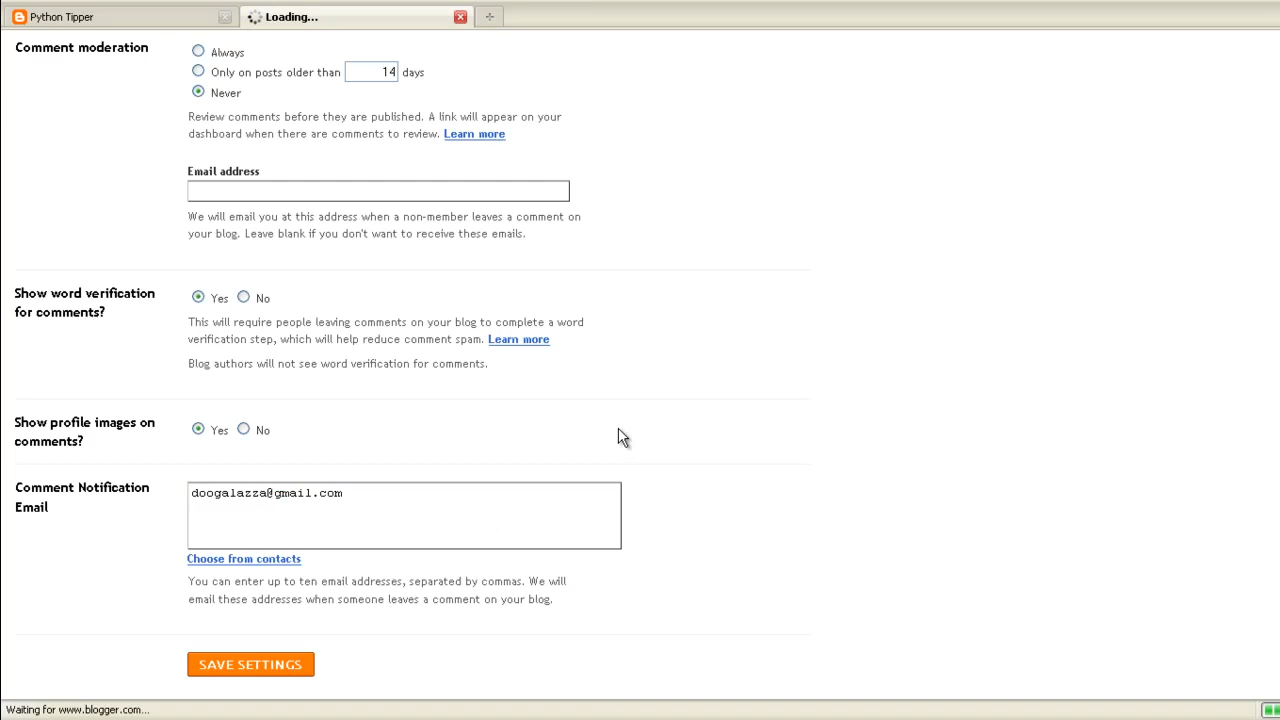 Python Tipper
Loading...
Comment moderation
Always
Only on posts older than 14 days
Never
Review comments before they are published. A link will appear on your
dashboard when there are comments to review. Learn more
Email address
We will email you at this address when a non-member leaves a comment on
your blog. Leave blank if you don't want to receive these emails.
Show word verification
for comments?
Yes No
This will require people leaving comments on your blog to complete a word
verification step, which will help reduce comment spam. Learn more
Blog authors will not see word verification for comments.
Show profile images on
comments?
Yes No
Comment Notification
Email
doogalazza@gmail.com
Choose from contacts
You can enter up to ten email addresses, separated by commas. We will
email these addresses when someone leaves a comment on your blog.
SAVE SETTINGS
Waiting for www.blogger.com...